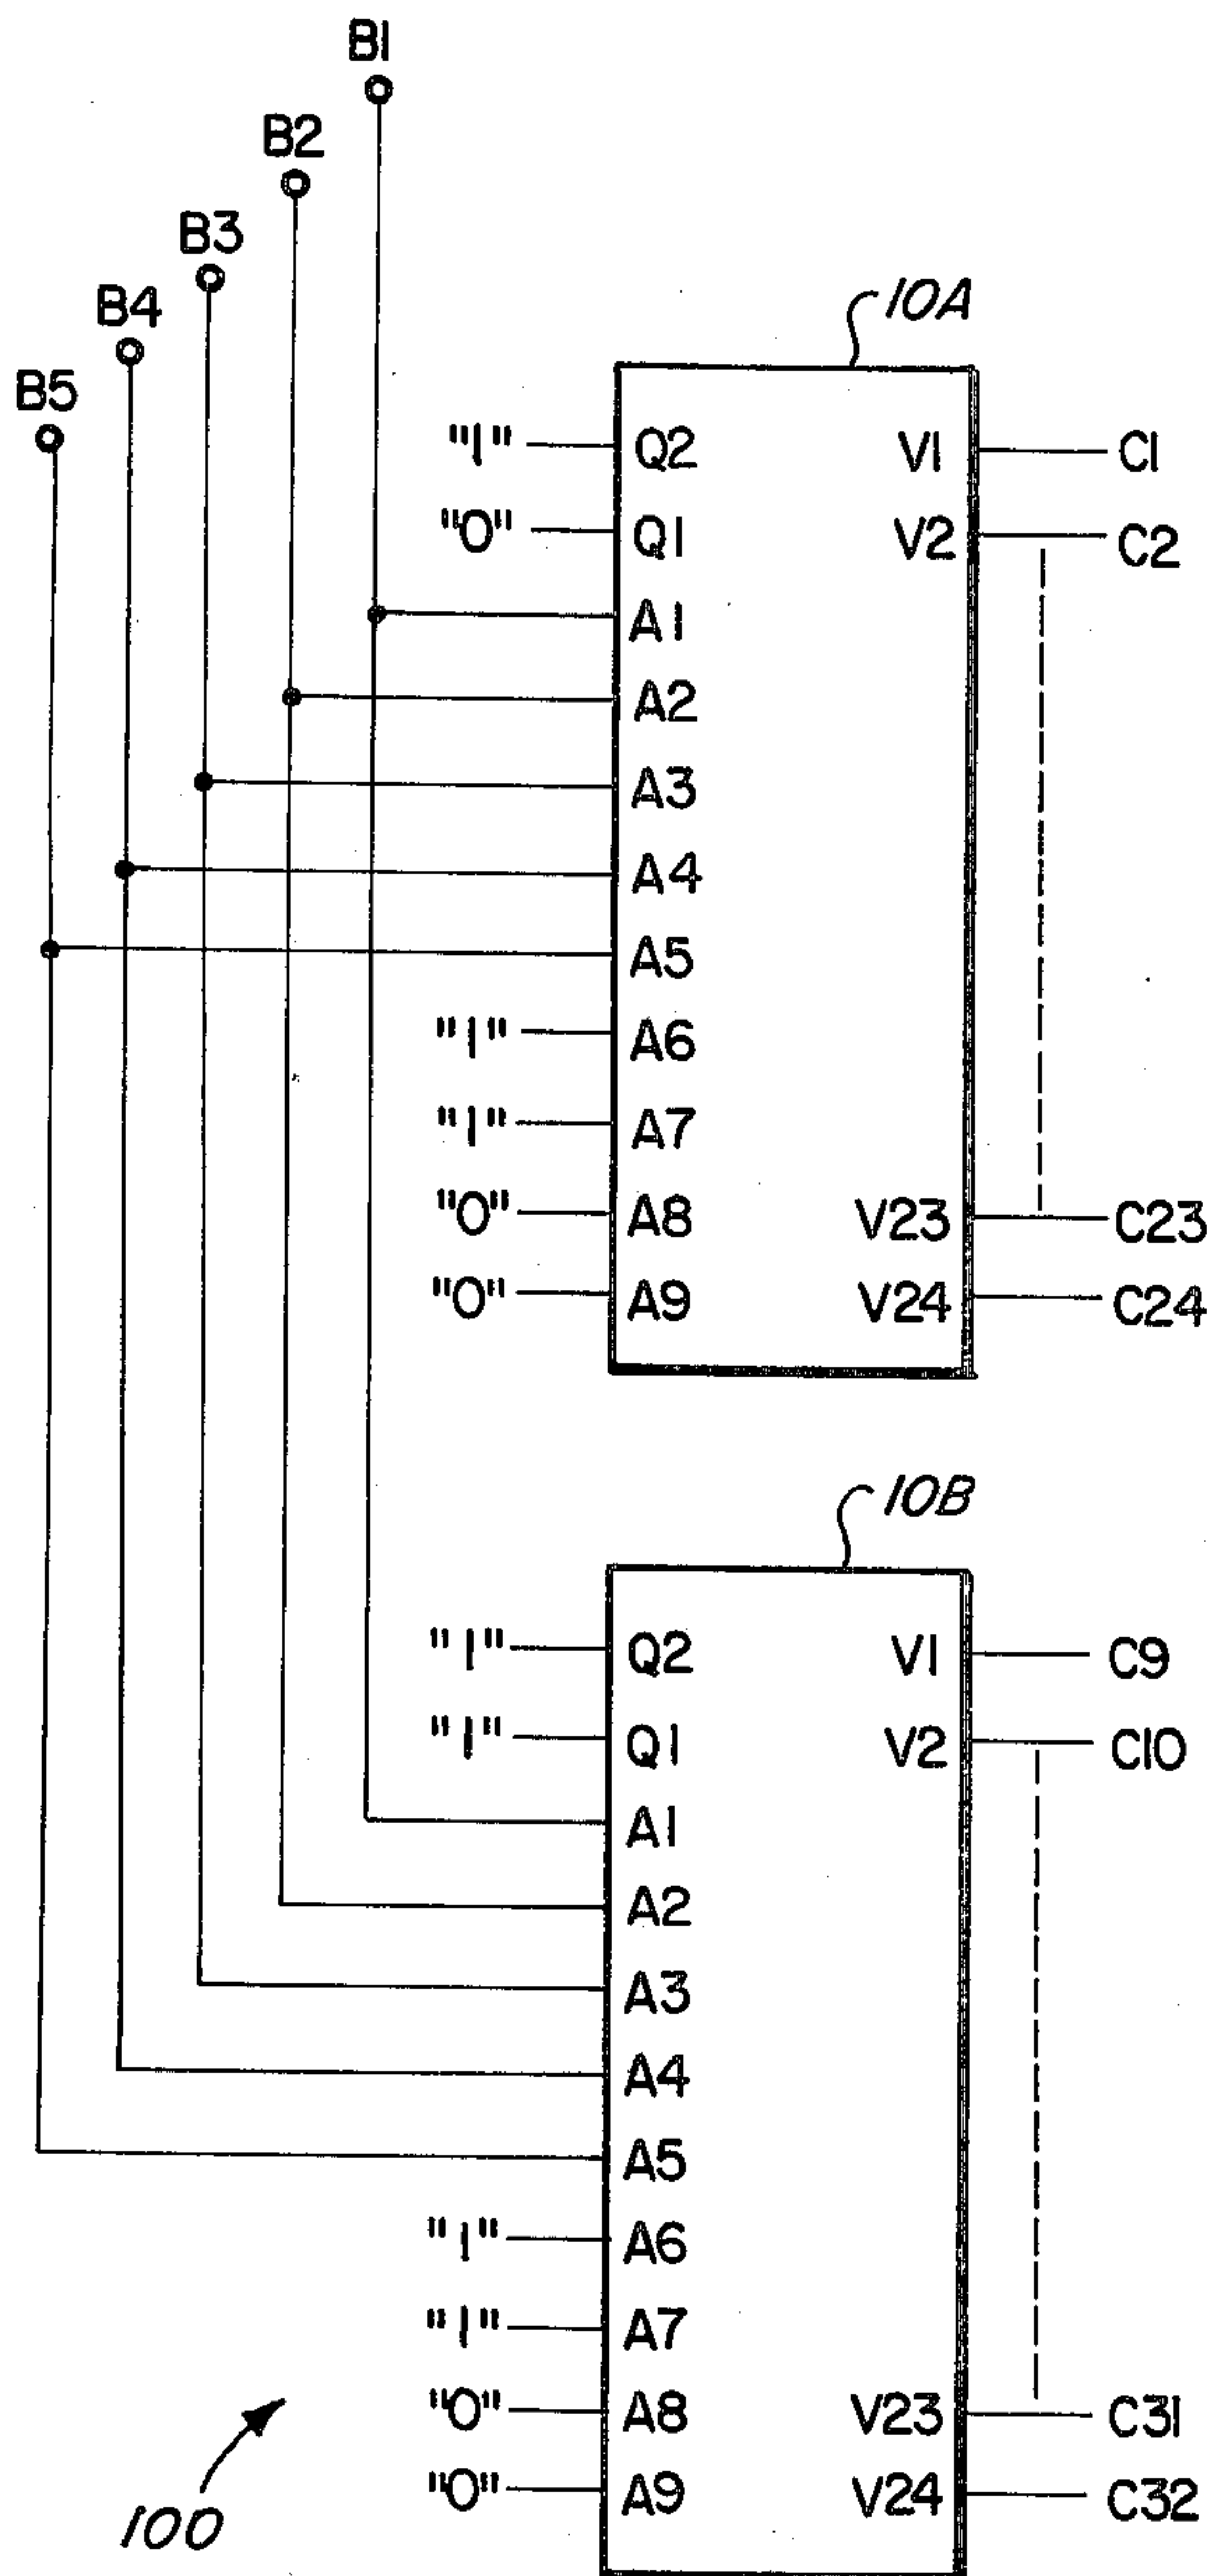 B1
B2
B3
B4
B5
10A
"1" Q2 V1 C1
"0" Q1 V2 C2
A1
A2
A3
A4
A5
"1" A6
"1" A7
"0" A8 V23 C23
"0" A9 V24 C24
10B
"1" Q2 V1 C9
"1" Q1 V2 C10
A1
A2
A3
A4
A5
"1" A6
"1" A7
"0" A8 V23 C31
"0" A9 V24 C32
100